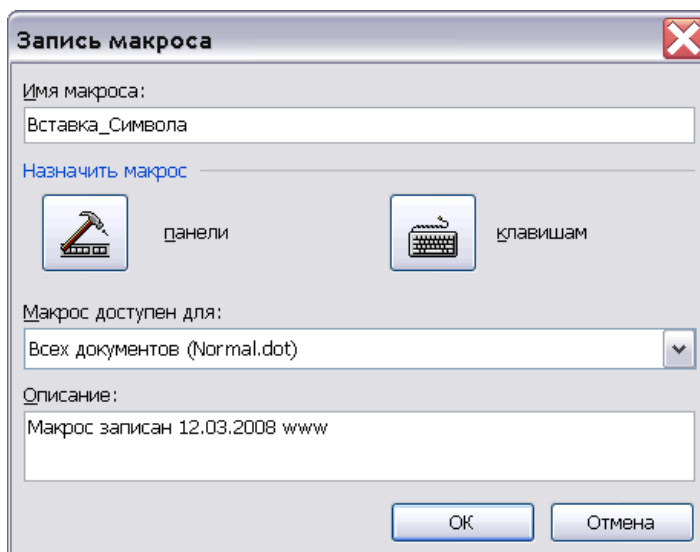 Запись макроса
Имя макроса:
Вставка_Символа
Назначить макрос
панели
клавишам
Макрос доступен для:
Всех документов (Normal.dot)
Описание:
Макрос записан 12.03.2008 www
ОК
Отмена